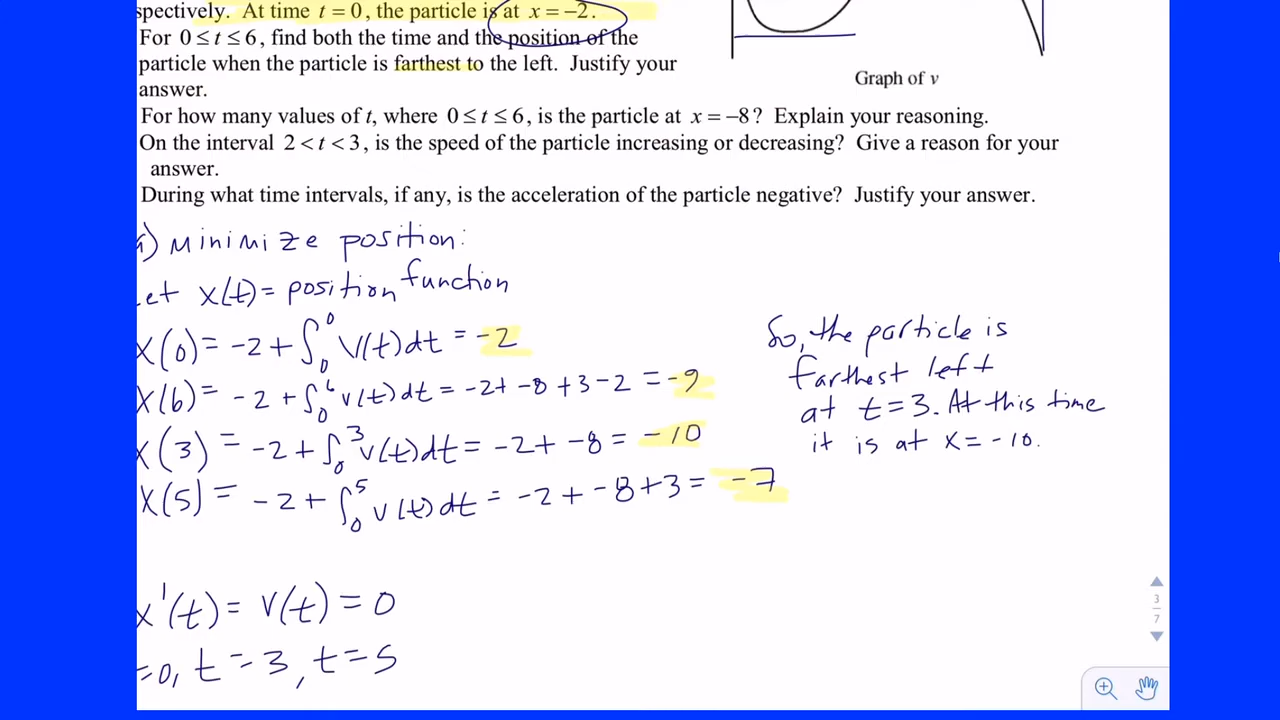 spectively. At time t = 0, the particle is at x = −2.
For 0 ≤ t ≤ 6, find both the time and the position of the
particle when the particle is farthest to the left. Justify your
answer.
Graph of v
For how many values of t, where 0 ≤ t ≤ 6, is the particle at x = −8? Explain your reasoning.
On the interval 2 < t < 3, is the speed of the particle increasing or decreasing? Give a reason for your
answer.
During what time intervals, if any, is the acceleration of the particle negative? Justify your answer.
) Minimize position:
et x(t) = position function
x(0) = -2 + ∫₀⁰ v(t)dt = -2
x(6) = -2 + ∫₀⁶ v(t)dt = -2 + -8 + 3 - 2 = -9
x(3) = -2 + ∫₀³ v(t)dt = -2 + -8 = -10
x(5) = -2 + ∫₀⁵ v(t)dt = -2 + -8 + 3 = -7
So, the particle is
farthest left
at t = 3. At this time
it is at x = -10.
x'(t) = v(t) = 0
=0, t = 3, t = 5
3
7